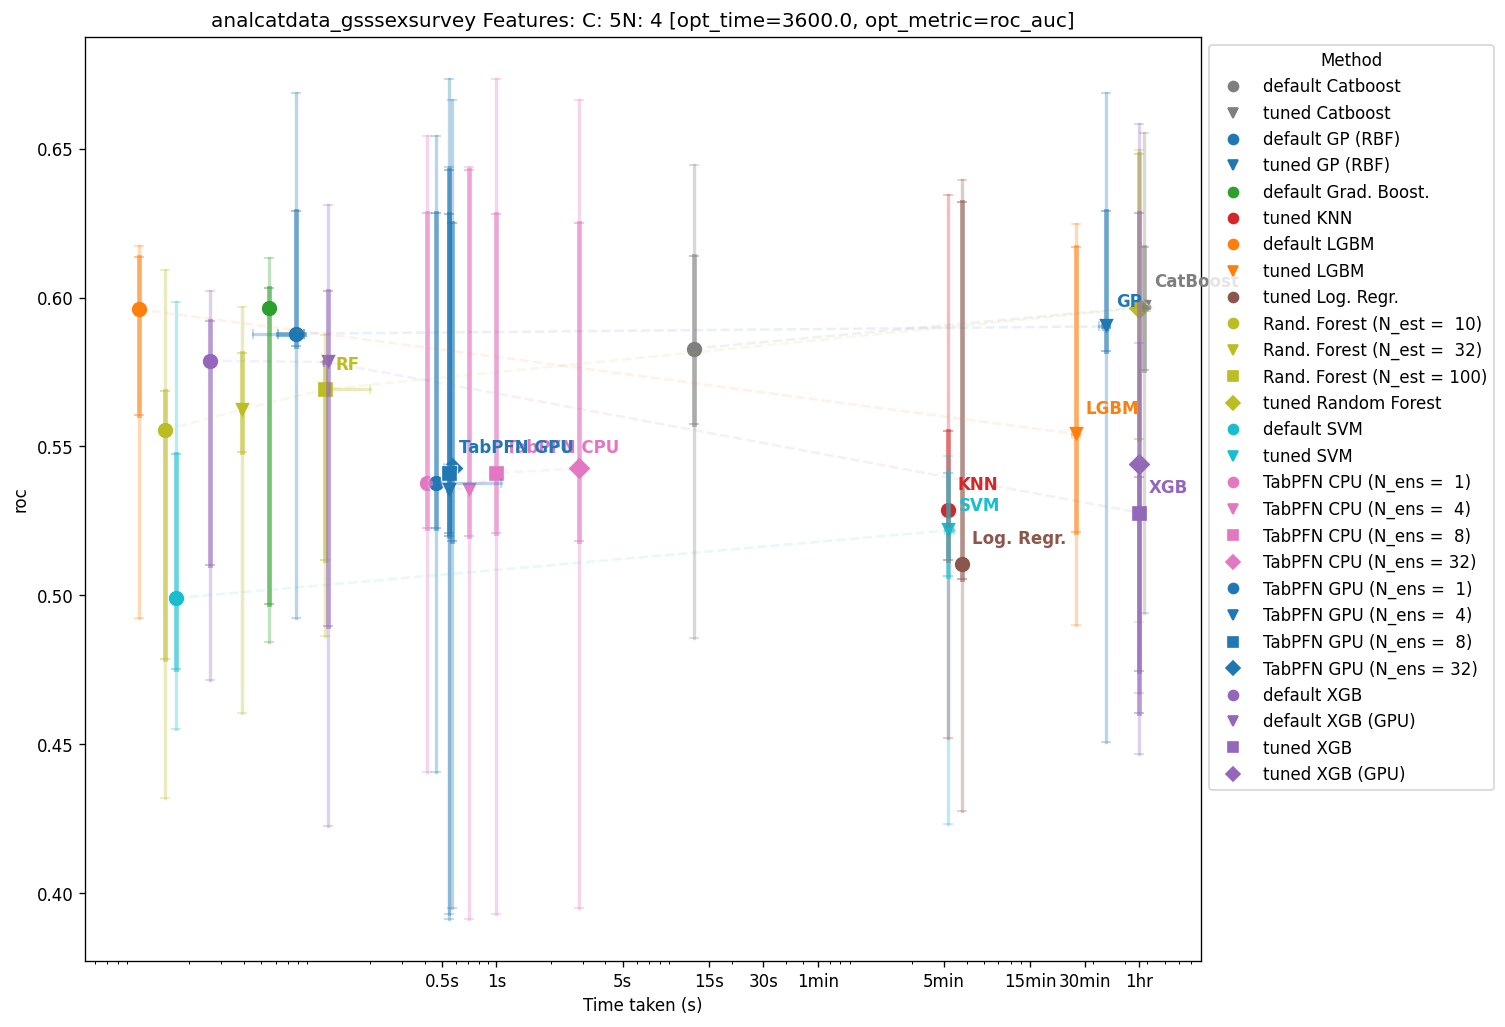 analcatdata_gsssexsurvey Features: C: 5N: 4 [opt_time=3600.0, opt_metric=roc_auc]
roc
0.65
0.60
0.55
0.50
0.45
0.40
CatBoost
GP
RF
LGBM
TabPFN GPU
TabPFN CPU
KNN
XGB
SVM
Log. Regr.
0.5s
1s
5s
15s
30s
1min
5min
15min
30min
1hr
Time taken (s)
Method
default Catboost
tuned Catboost
default GP (RBF)
tuned GP (RBF)
default Grad. Boost.
tuned KNN
default LGBM
tuned LGBM
tuned Log. Regr.
Rand. Forest (N_est =  10)
Rand. Forest (N_est =  32)
Rand. Forest (N_est = 100)
tuned Random Forest
default SVM
tuned SVM
TabPFN CPU (N_ens =  1)
TabPFN CPU (N_ens =  4)
TabPFN CPU (N_ens =  8)
TabPFN CPU (N_ens = 32)
TabPFN GPU (N_ens =  1)
TabPFN GPU (N_ens =  4)
TabPFN GPU (N_ens =  8)
TabPFN GPU (N_ens = 32)
default XGB
default XGB (GPU)
tuned XGB
tuned XGB (GPU)